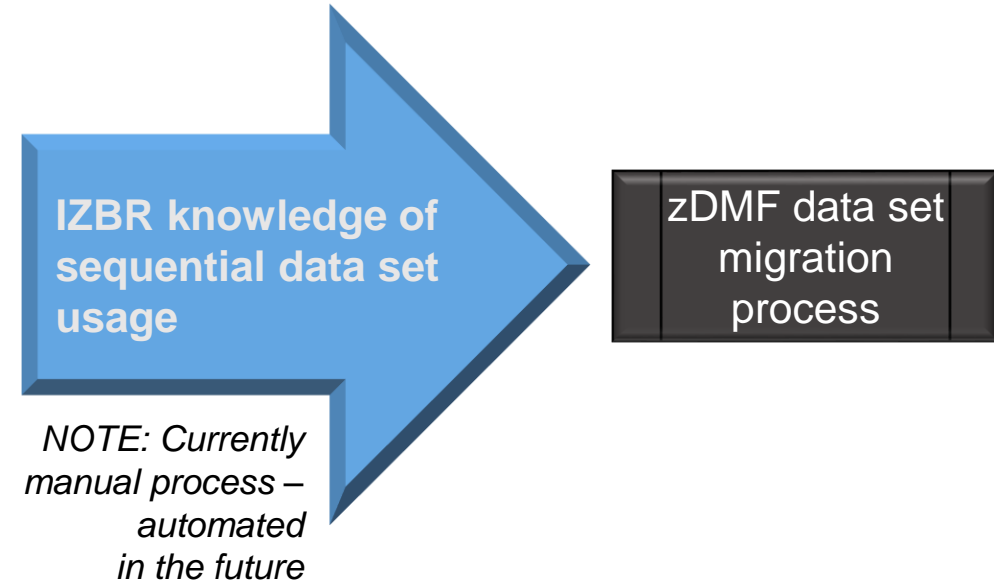 IZBR knowledge of
sequential data set
usage
zDMF data set
migration
process
NOTE: Currently
manual process –
automated
in the future